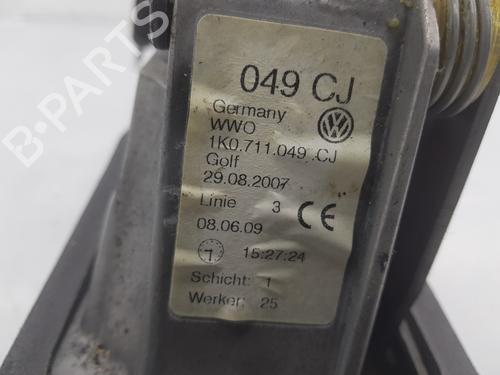 049 CJ
Germany
WWO
1K0.711.049 .CJ
Golf
29.08.2007
Linie 3 CE
08.06.09
1 15:27:24
Schicht: 1
Werker: 25
B-PARTS